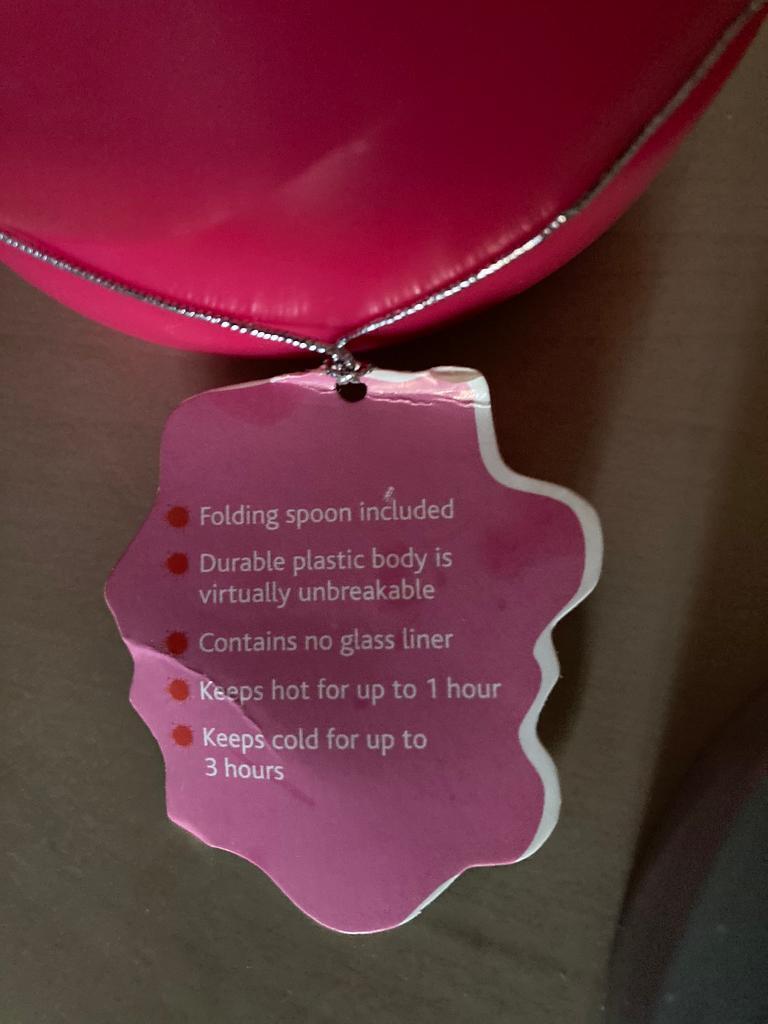 Folding spoon included
Durable plastic body is
virtually unbreakable
Contains no glass liner
Keeps hot for up to 1 hour
Keeps cold for up to
3 hours